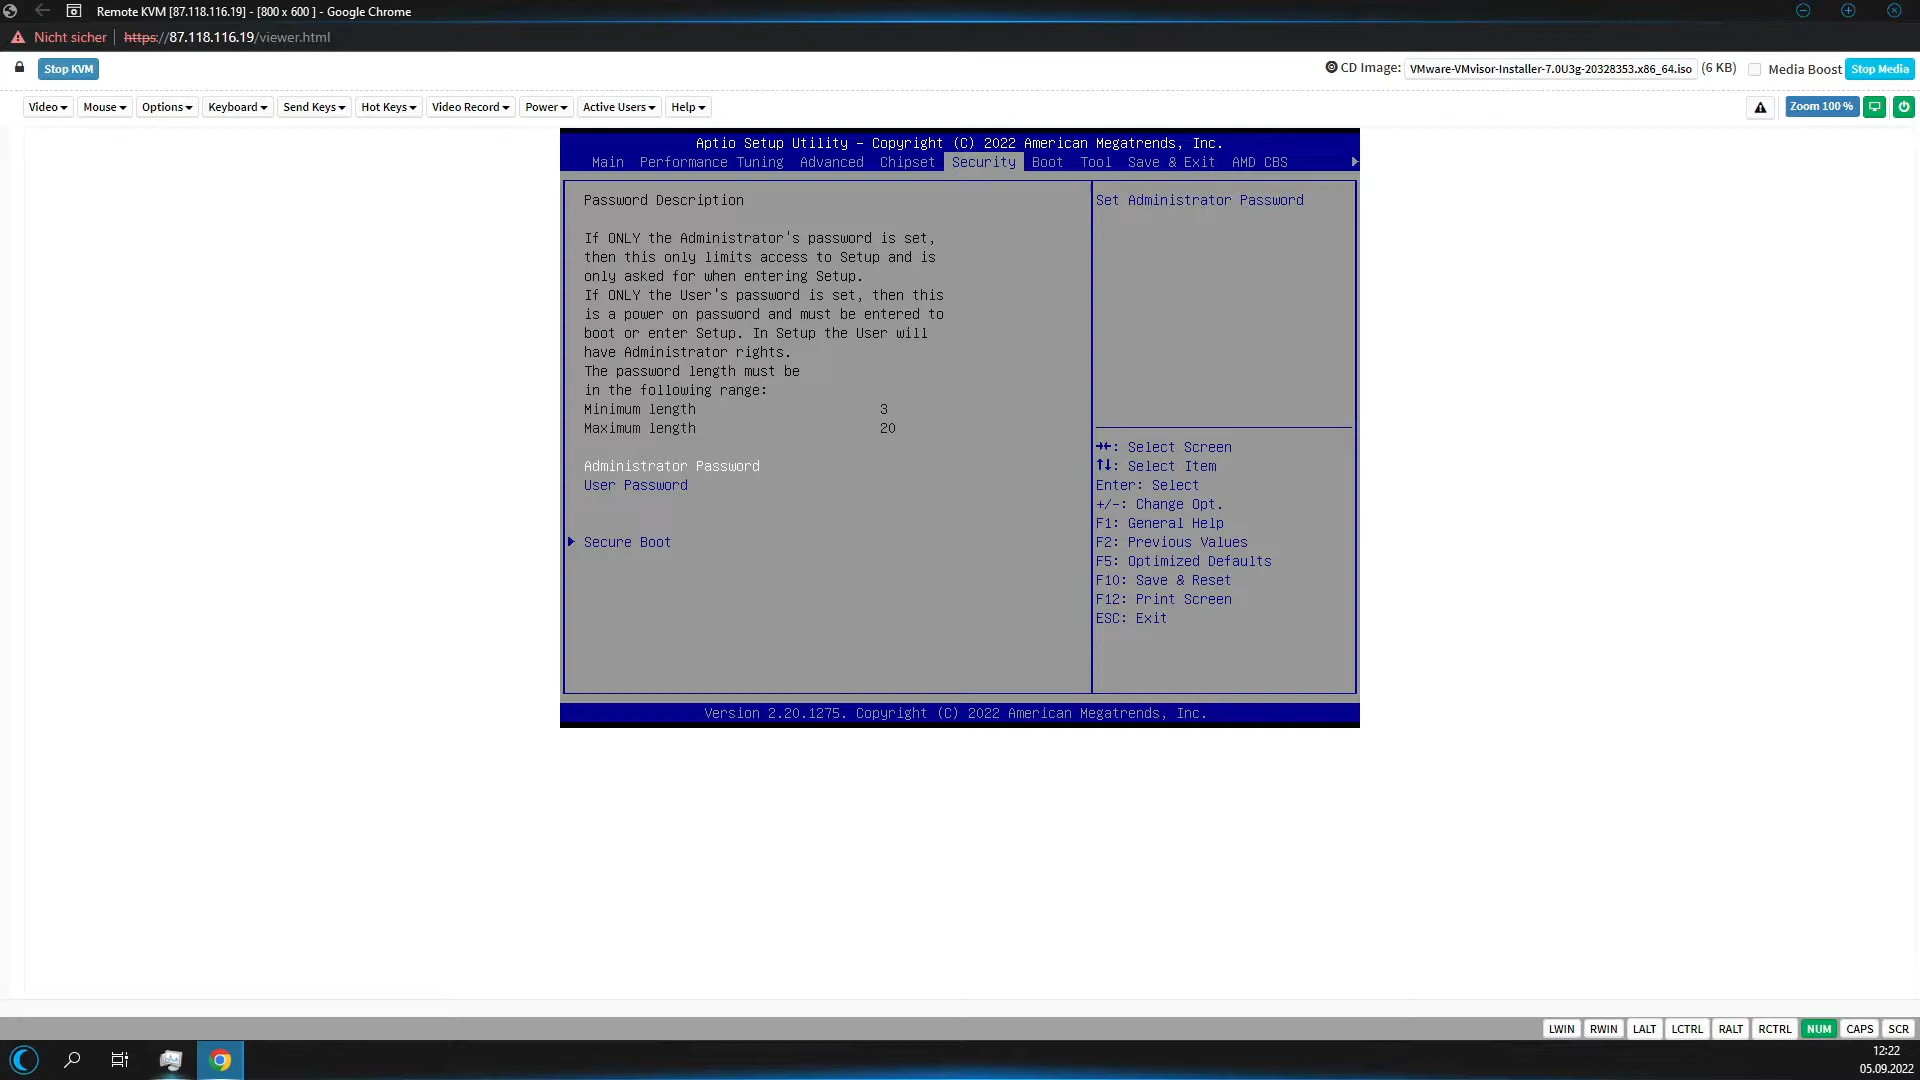 Remote KVM [87.118.116.19] - [800 x 600 ] - Google Chrome
Nicht sicher | https://87.118.116.19/viewer.html
Stop KVM
CD Image: VMware-VMvisor-Installer-7.0U3g-20328353.x86_64.iso (6 KB) Media Boost Stop Media
Video Mouse Options Keyboard Send Keys Hot Keys Video Record Power Active Users Help Zoom 100 %
Aptio Setup Utility – Copyright (C) 2022 American Megatrends, Inc.
Main Performance Tuning Advanced Chipset Security Boot Tool Save & Exit AMD CBS
Password Description
If ONLY the Administrator's password is set,
then this only limits access to Setup and is
only asked for when entering Setup.
If ONLY the User's password is set, then this
is a power on password and must be entered to
boot or enter Setup. In Setup the User will
have Administrator rights.
The password length must be
in the following range:
Minimum length 3
Maximum length 20
Administrator Password
User Password
Secure Boot
Set Administrator Password
→←: Select Screen
↑↓: Select Item
Enter: Select
+/-: Change Opt.
F1: General Help
F2: Previous Values
F5: Optimized Defaults
F10: Save & Reset
F12: Print Screen
ESC: Exit
Version 2.20.1275. Copyright (C) 2022 American Megatrends, Inc.
LWIN RWIN LALT LCTRL RALT RCTRL NUM CAPS SCR
12:22
05.09.2022